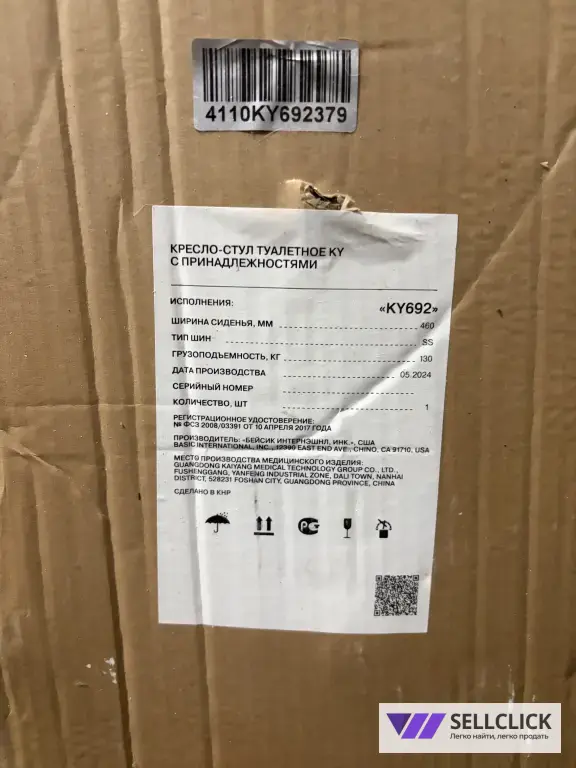 4110KY692379
КРЕСЛО-СТУЛ ТУАЛЕТНОЕ KY
С ПРИНАДЛЕЖНОСТЯМИ
ИСПОЛНЕНИЯ: «KY692»
ШИРИНА СИДЕНЬЯ, ММ 460
ТИП ШИН SS
ГРУЗОПОДЪЕМНОСТЬ, КГ 130
ДАТА ПРОИЗВОДСТВА 05.2024
СЕРИЙНЫЙ НОМЕР
КОЛИЧЕСТВО, ШТ 1
РЕГИСТРАЦИОННОЕ УДОСТОВЕРЕНИЕ:
№ ФСЗ 2008/03391 ОТ 10 АПРЕЛЯ 2017 ГОДА
ПРОИЗВОДИТЕЛЬ: «БЕЙСИК ИНТЕРНЭШНЛ, ИНК.», США
BASIC INTERNATIONAL, INC., 12390 EAST END AVE., CHINO, CA 91710, USA
МЕСТО ПРОИЗВОДСТВА МЕДИЦИНСКОГО ИЗДЕЛИЯ:
GUANGDONG KAIYANG MEDICAL TECHNOLOGY GROUP CO., LTD.,
FUSHENGGANG, YANFENG INDUSTRIAL ZONE, DALI TOWN, NANHAI
DISTRICT, 528231 FOSHAN CITY, GUANGDONG PROVINCE, CHINA
СДЕЛАНО В КНР
SELLCLICK
Легко найти, легко продать